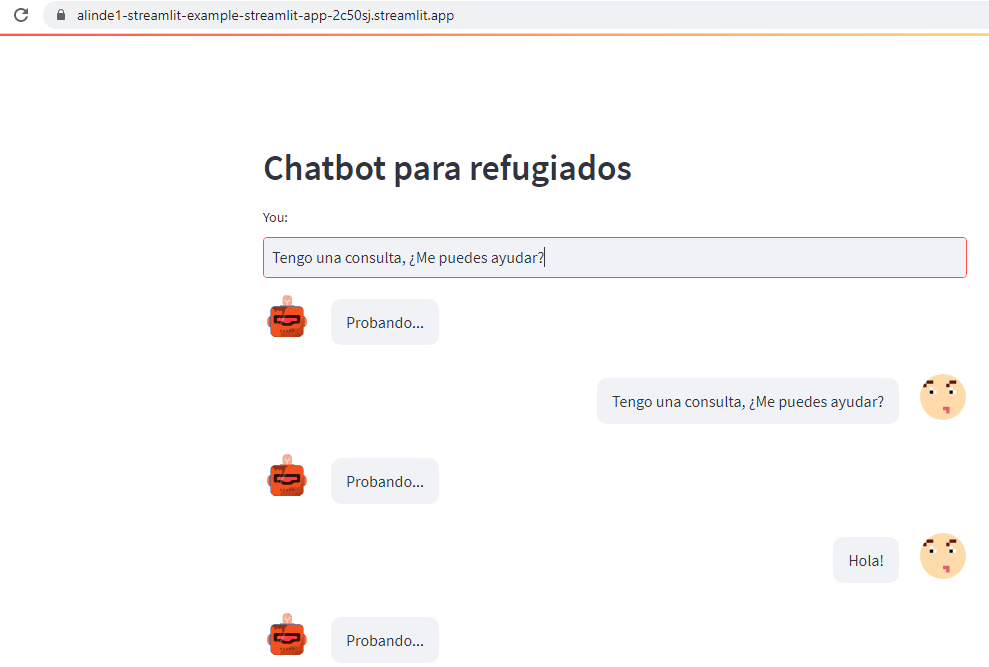 alinde1-streamlit-example-streamlit-app-2c50sj.streamlit.app
Chatbot para refugiados
You:
Tengo una consulta, ¿Me puedes ayudar?
Probando...
Tengo una consulta, ¿Me puedes ayudar?
Probando...
Hola!
Probando...